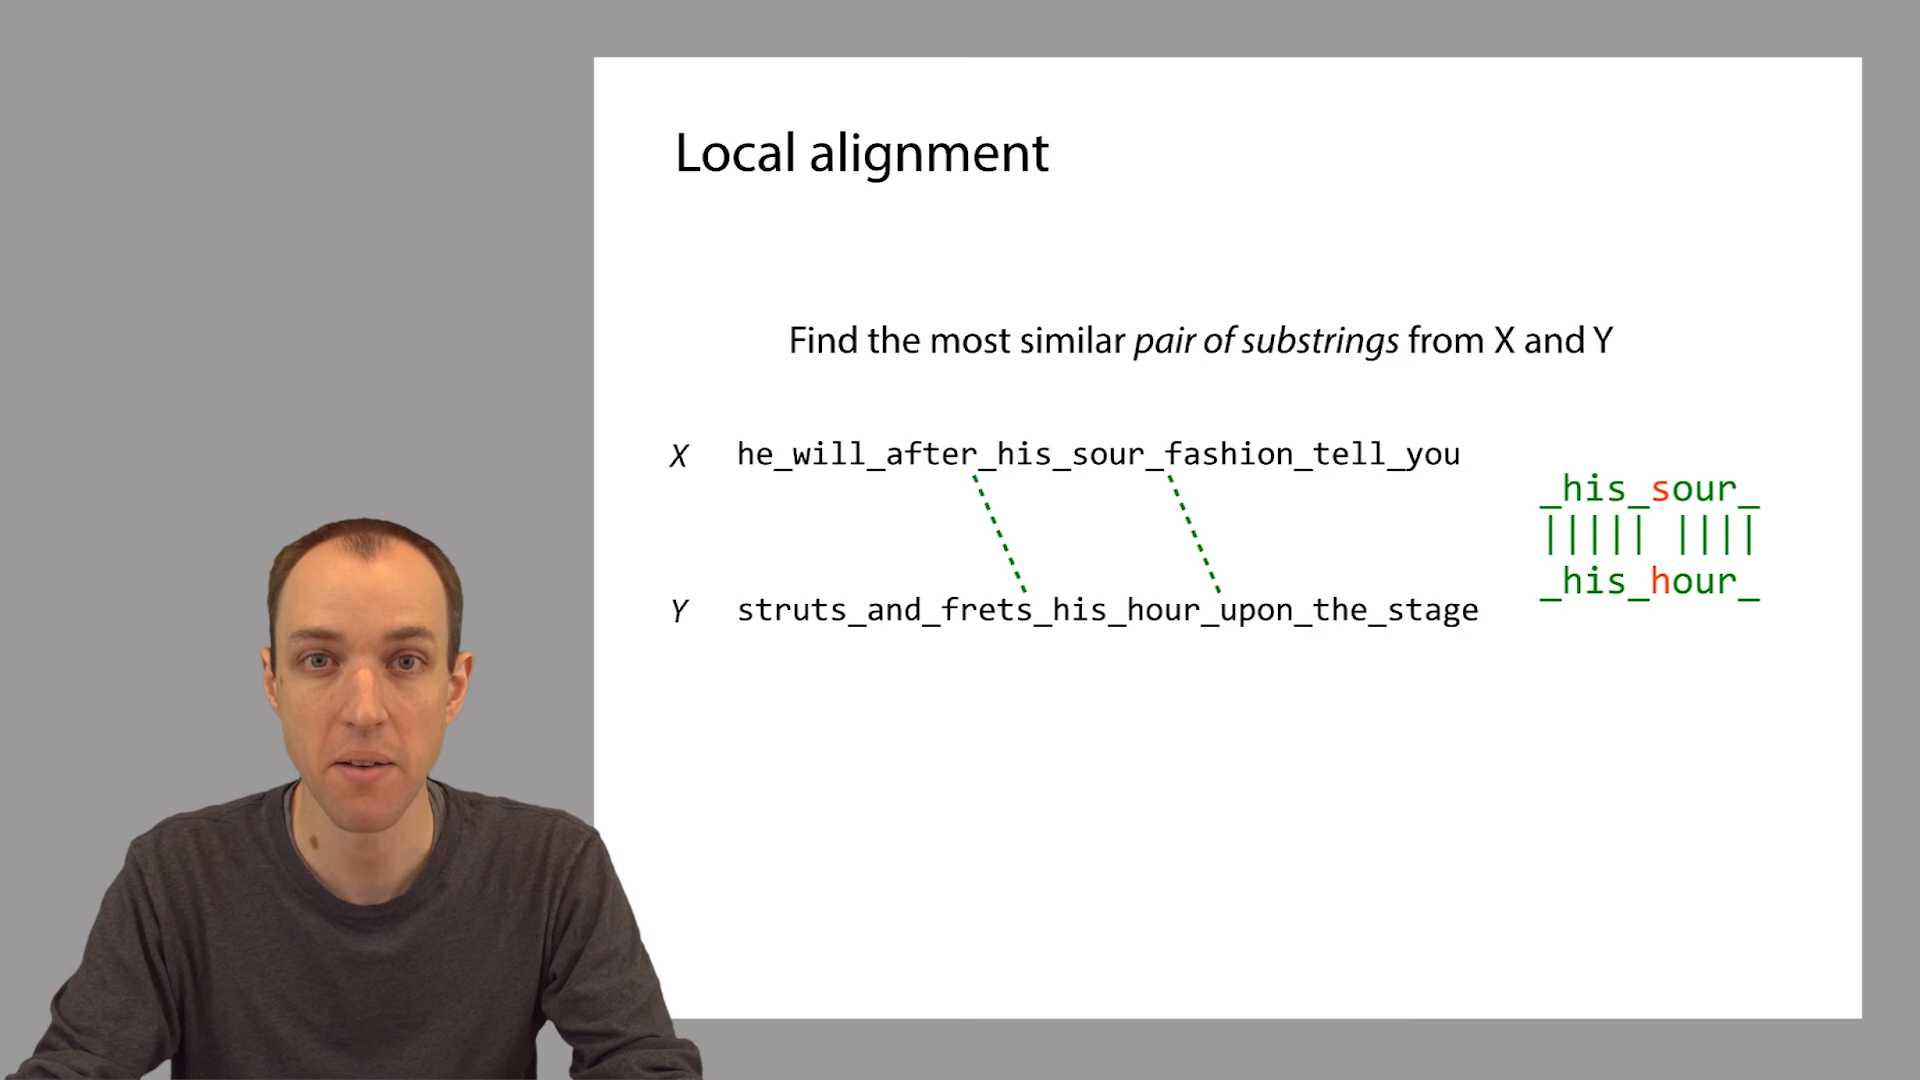 Local alignment
Find the most similar pair of substrings from X and Y
X he_will_after_his_sour_fashion_tell_you
_his_sour_
||||| ||||
_his_hour_
Y struts_and_frets_his_hour_upon_the_stage